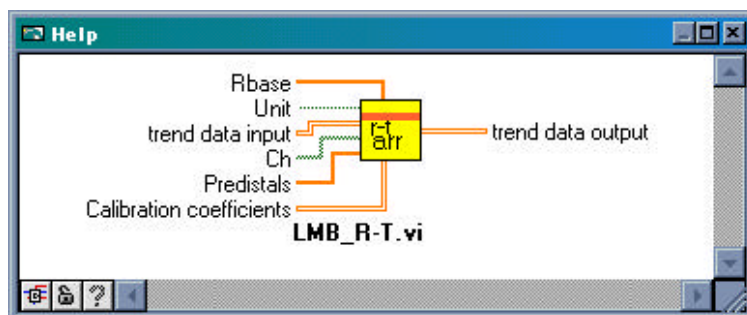 Help
Rbase
Unit
trend data input
Ch
Predistals
Calibration coefficients
r-t
arr
trend data output
LMB_R-T.vi
?